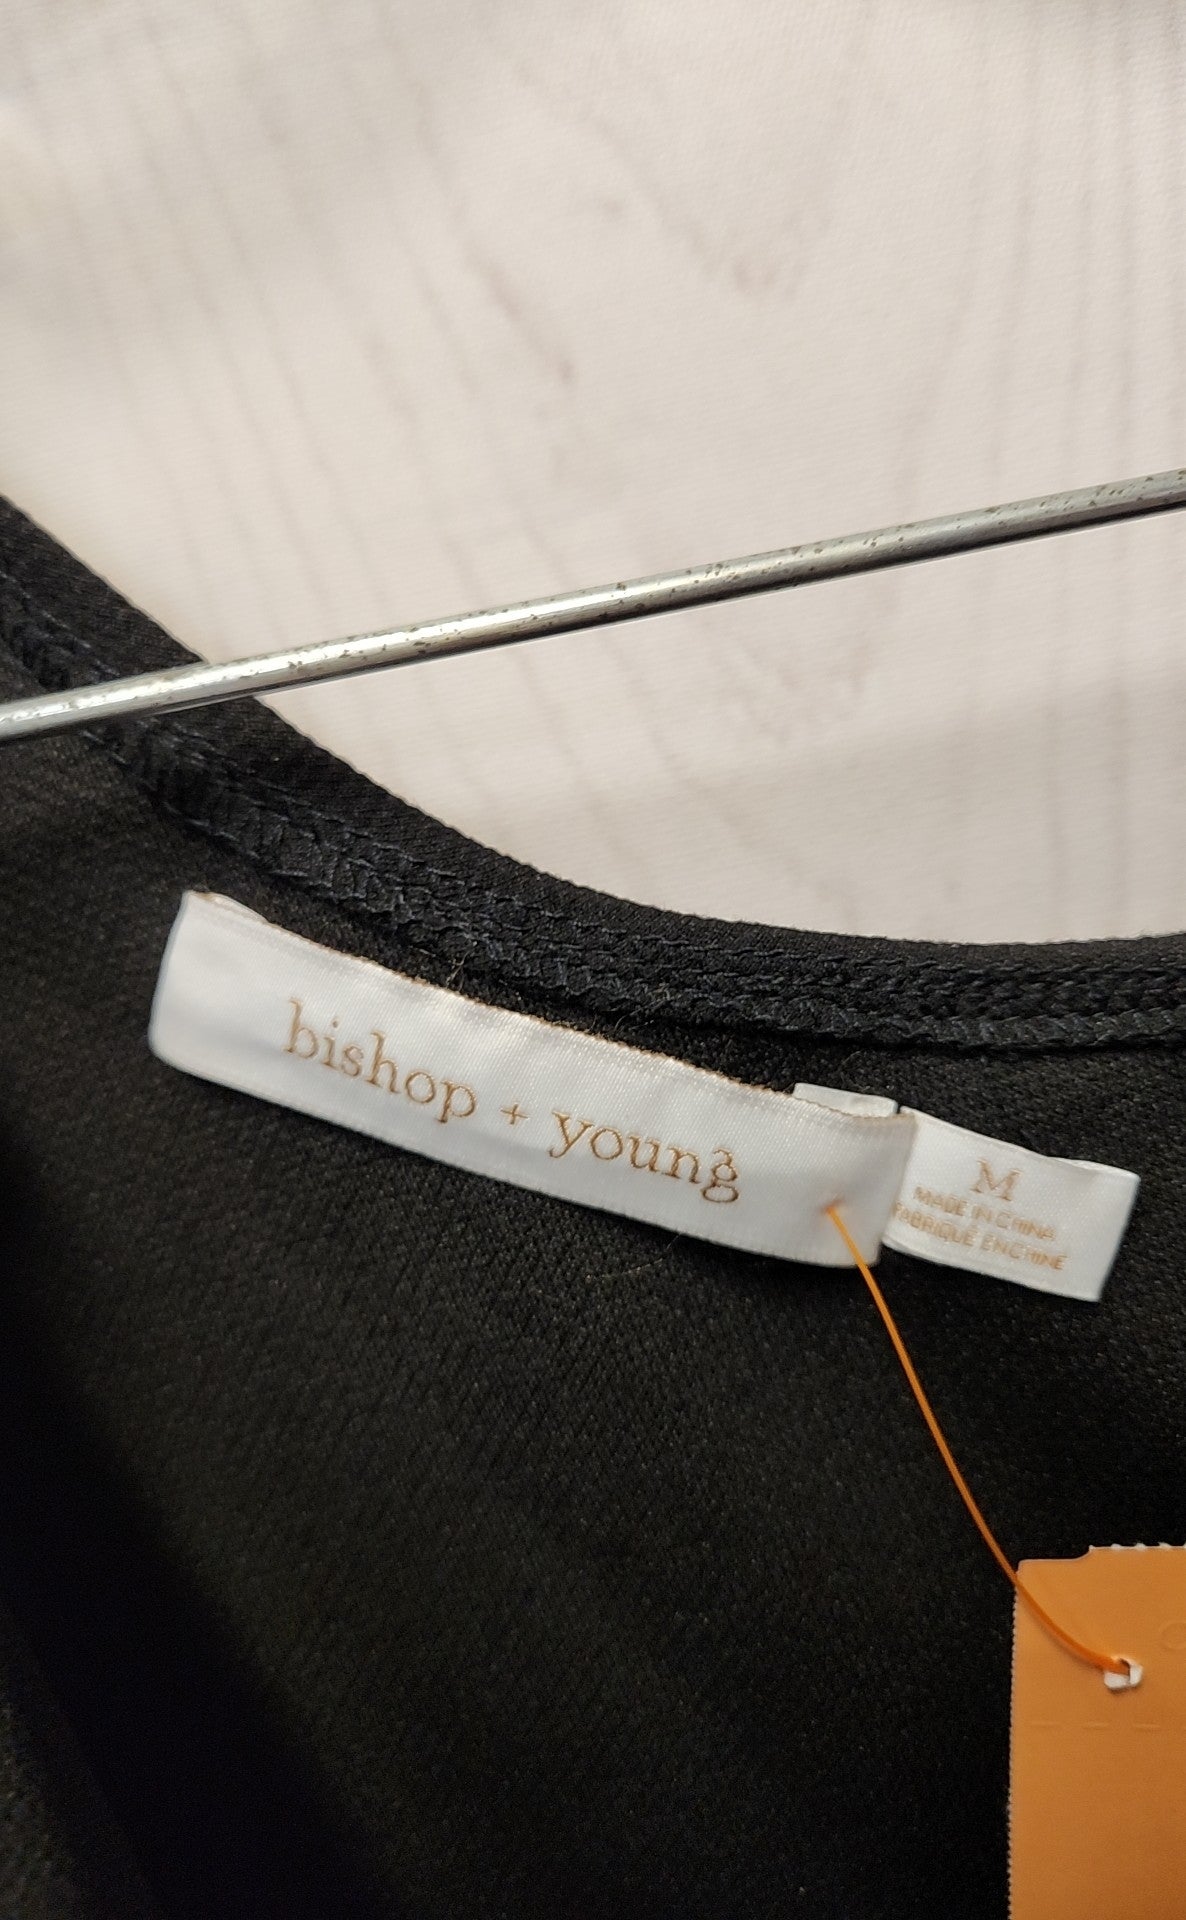 bishop + young
M
MADE IN CHINA
FABRIQUÉ EN CHINE